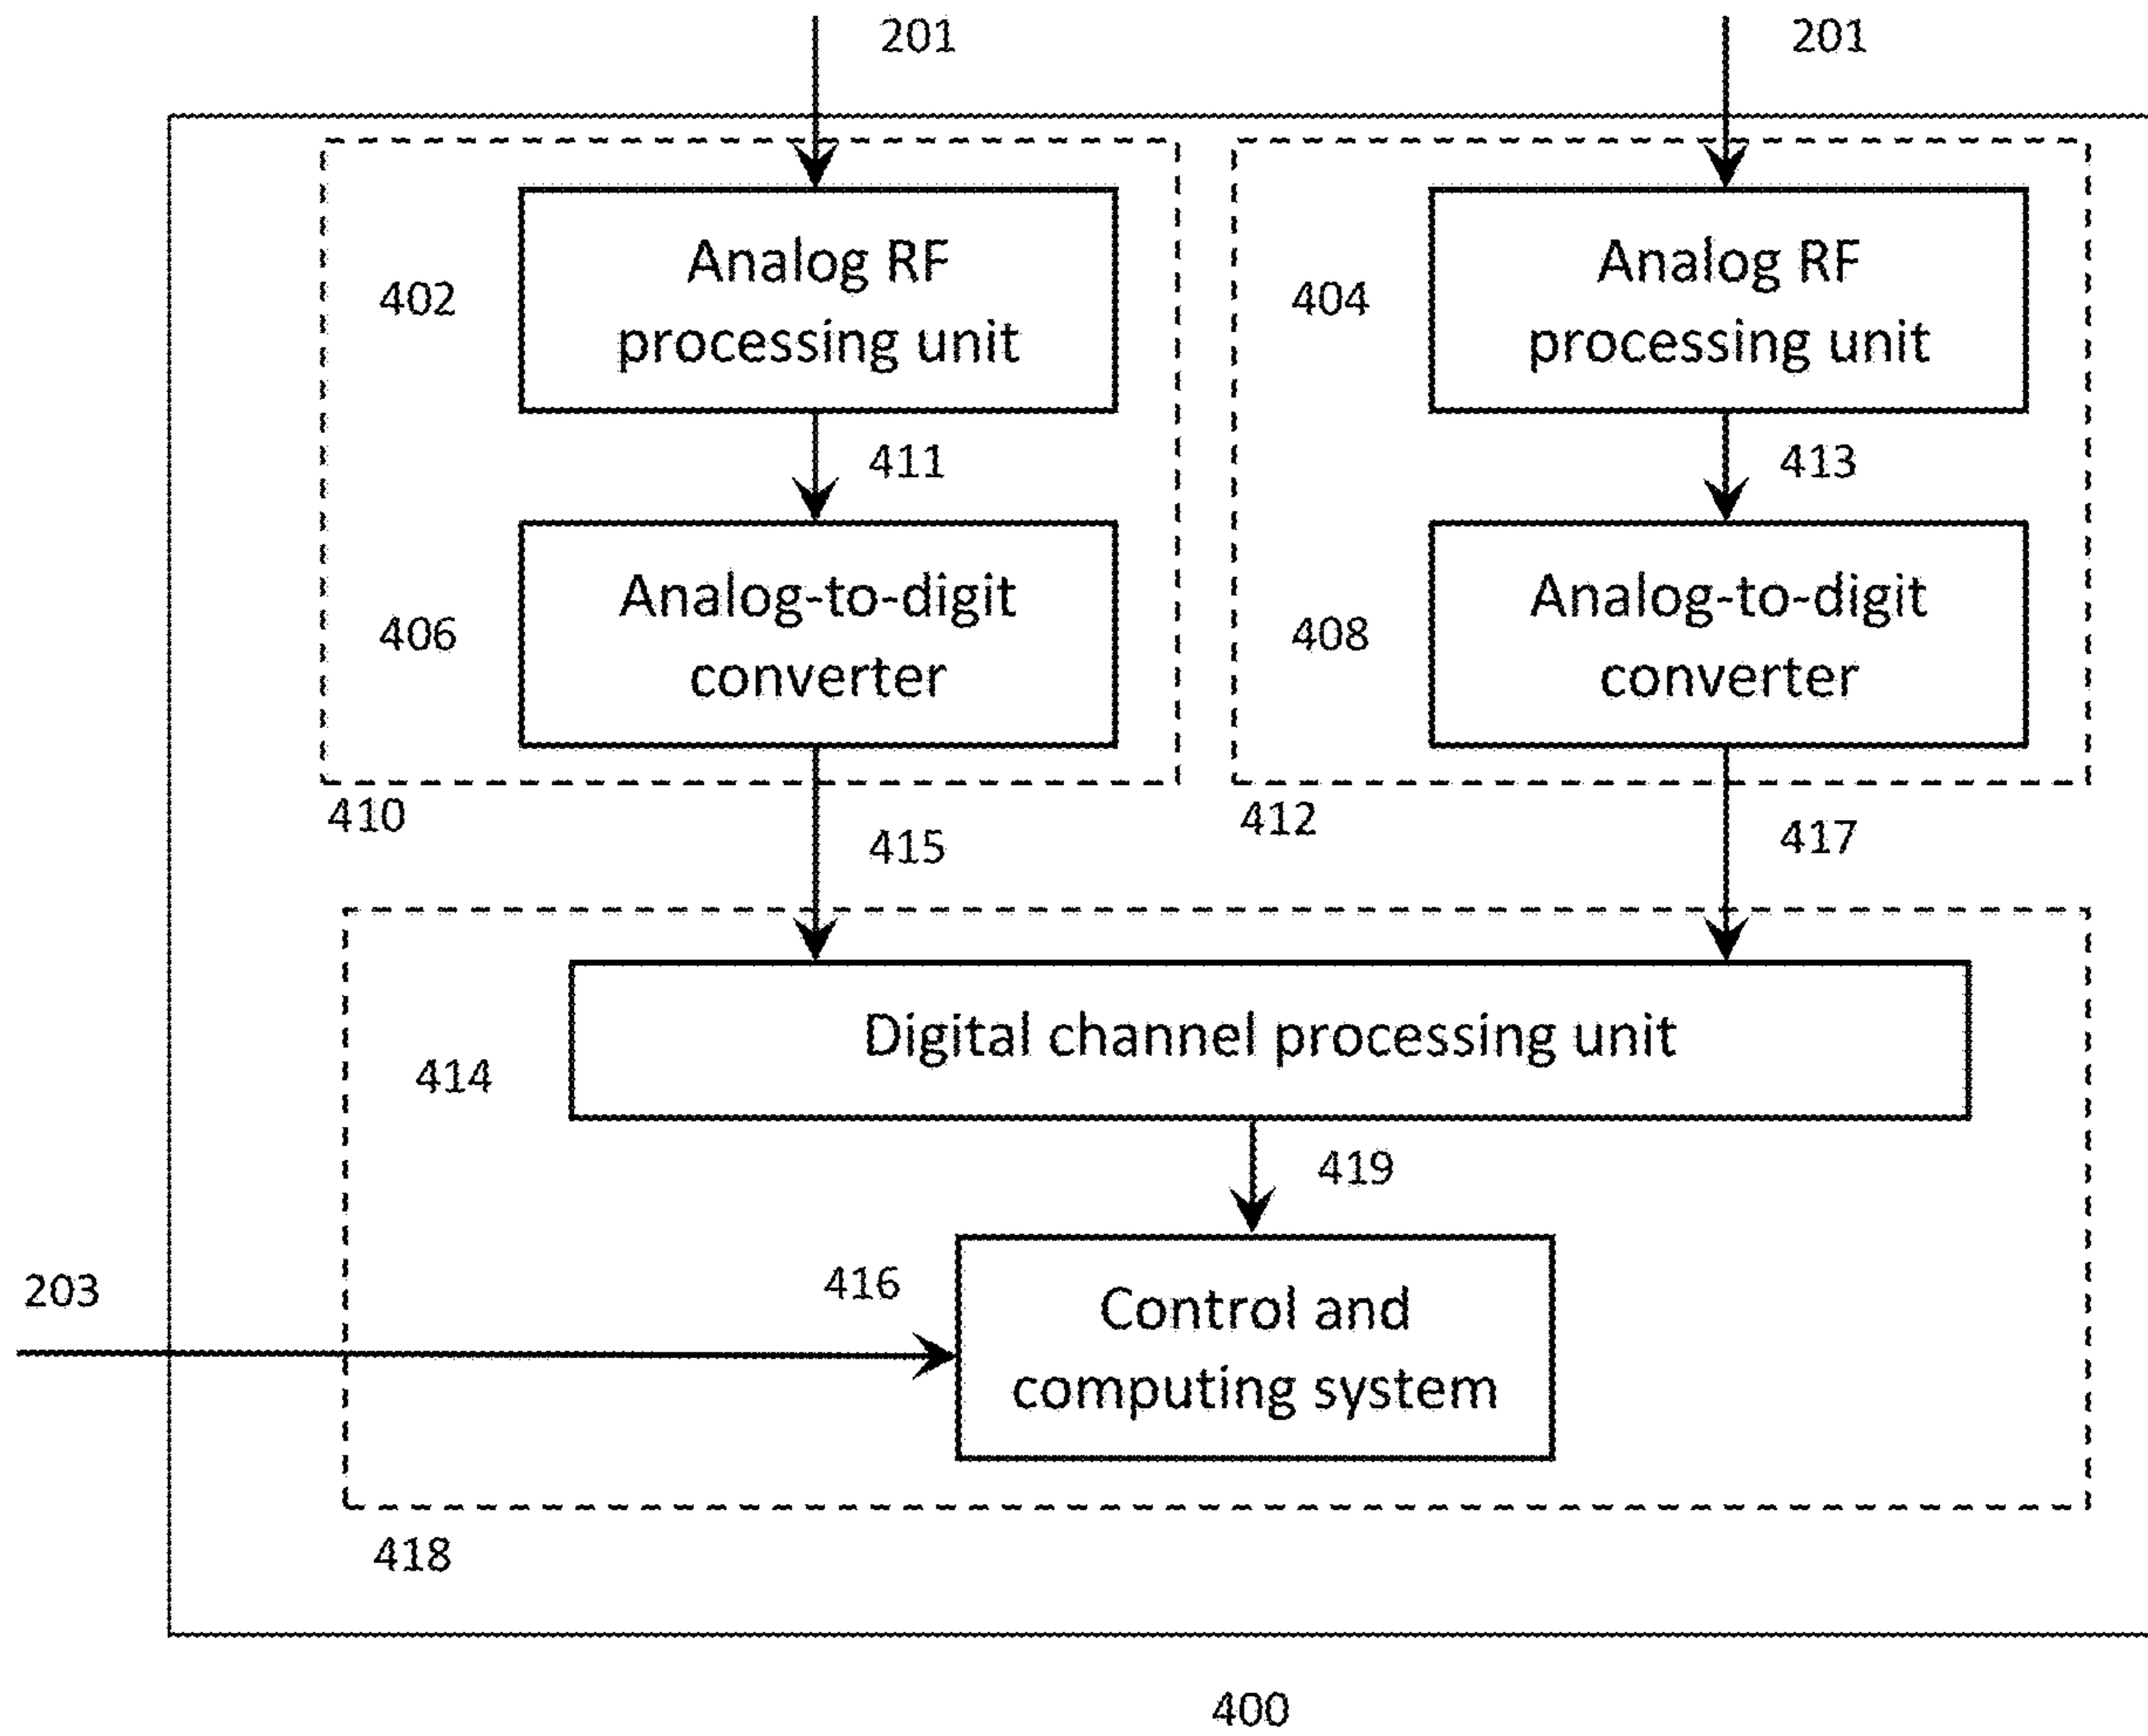 201
201
402
Analog RF
processing unit
404
Analog RF
processing unit
411
413
406
Analog-to-digit
converter
408
Analog-to-digit
converter
410
415
412
417
414
Digital channel processing unit
419
203
416
Control and
computing system
418
400